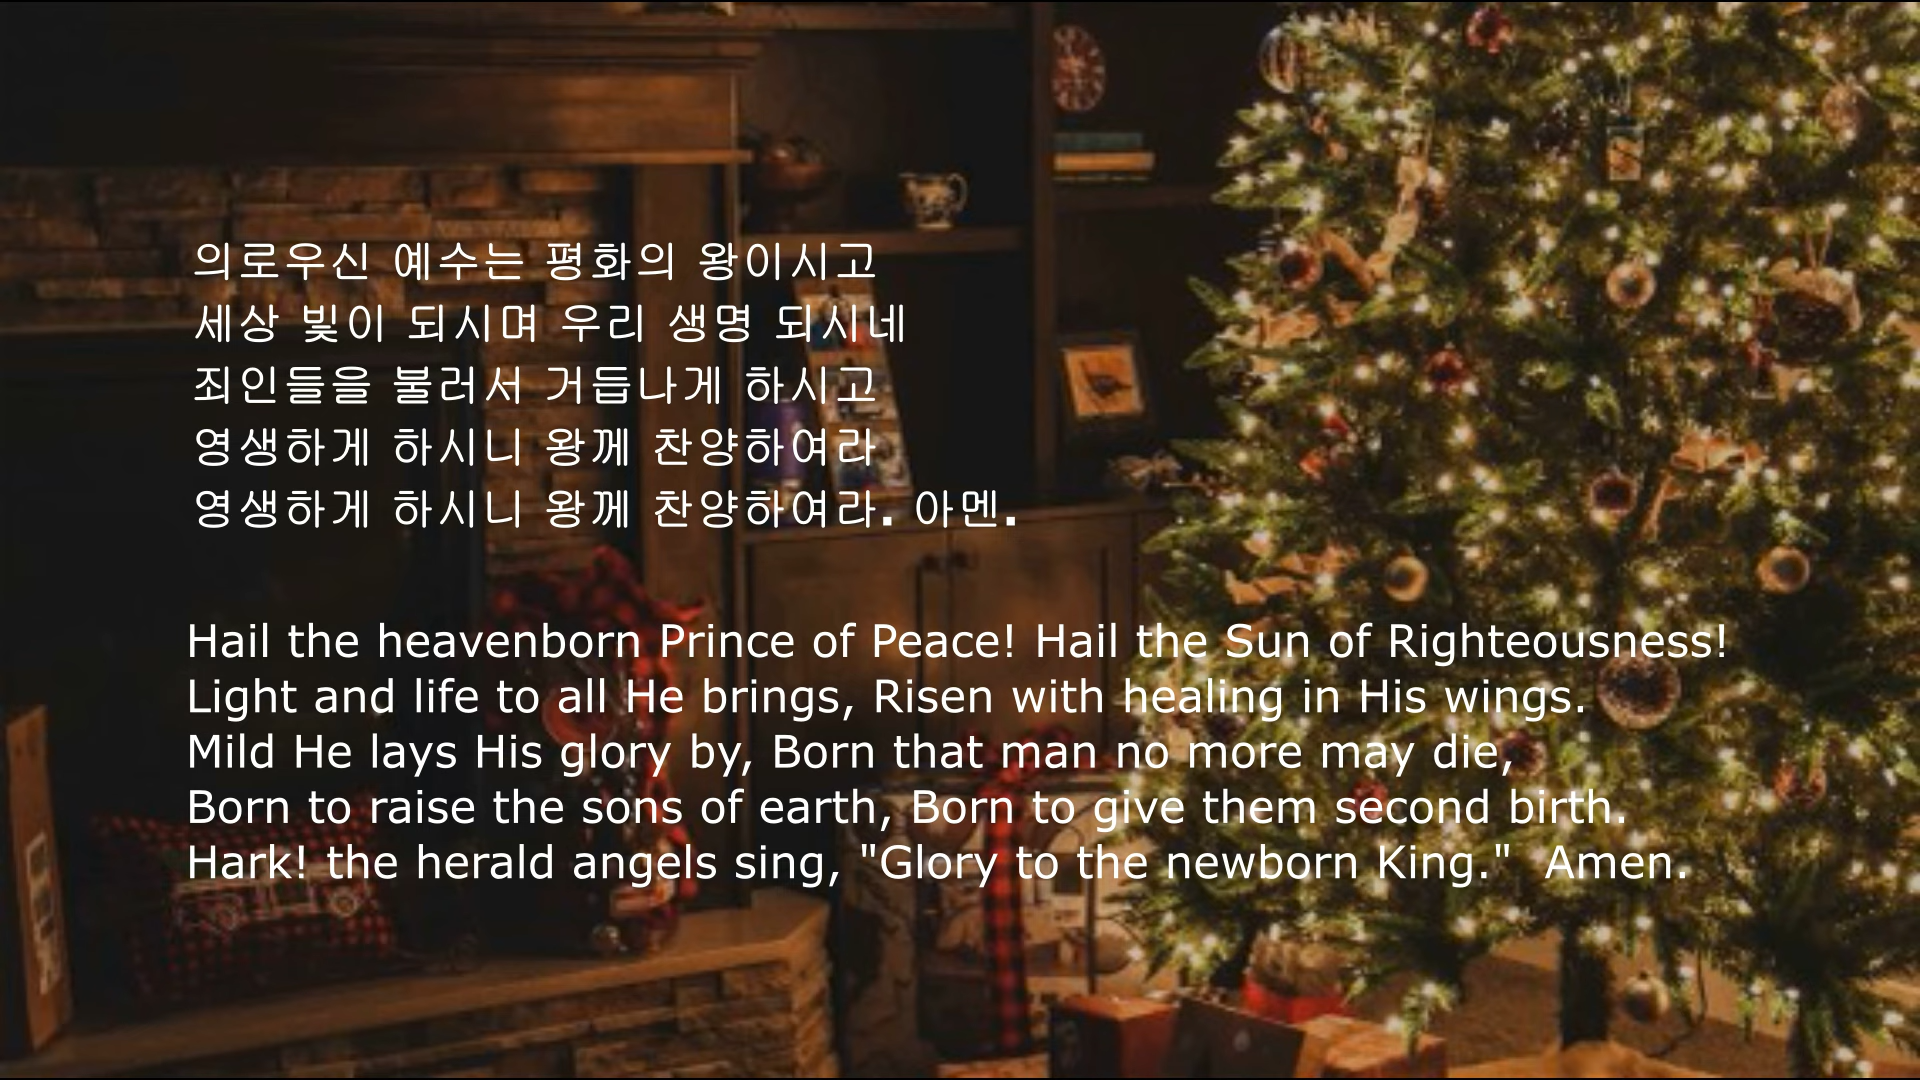 의로우신 예수는 평화의 왕이시고
세상 빛이 되시며 우리 생명 되시네
죄인들을 불러서 거듭나게 하시고
영생하게 하시니 왕께 찬양하여라
영생하게 하시니 왕께 찬양하여라. 아멘.
Hail the heavenborn Prince of Peace! Hail the Sun of Righteousness!
Light and life to all He brings, Risen with healing in His wings.
Mild He lays His glory by, Born that man no more may die,
Born to raise the sons of earth, Born to give them second birth.
Hark! the herald angels sing, "Glory to the newborn King."  Amen.